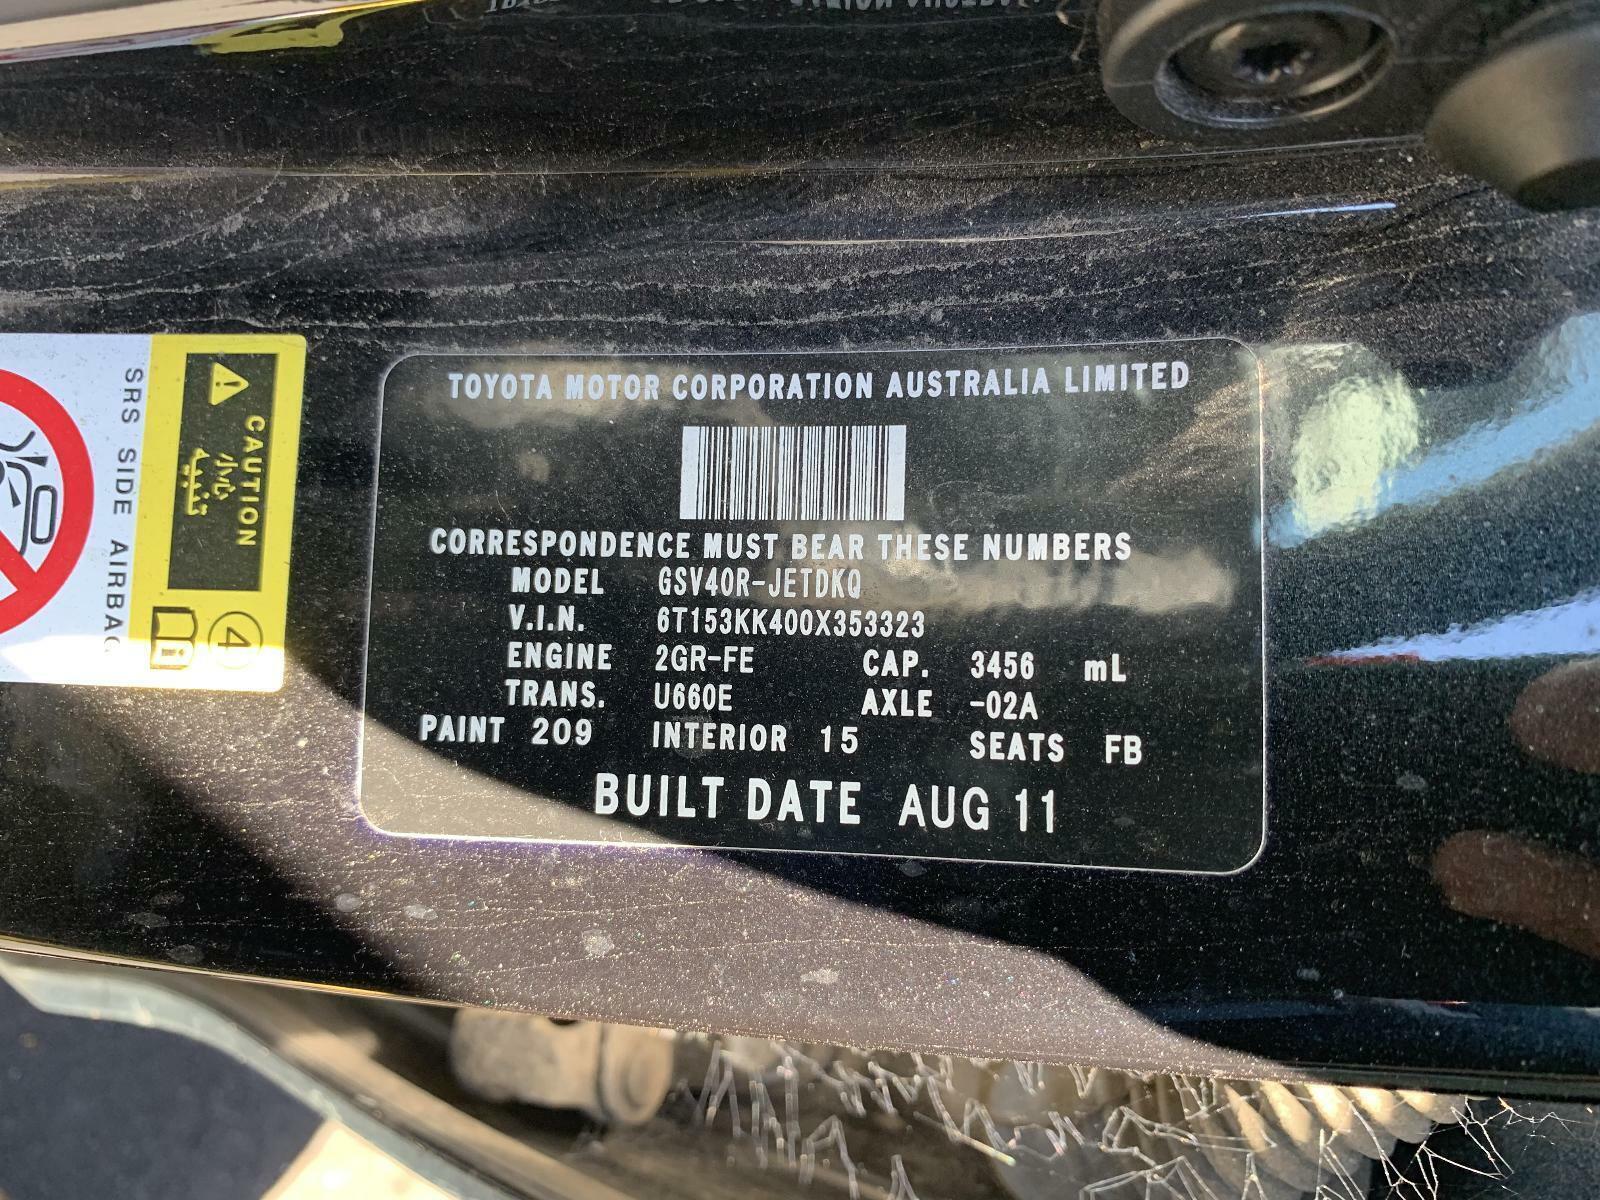 TOYOTA MOTOR CORPORATION AUSTRALIA LIMITED
CORRESPONDENCE MUST BEAR THESE NUMBERS
MODEL GSV40R-JETDKQ
V.I.N. 6T153KK400X353323
ENGINE 2GR-FE CAP. 3456 mL
TRANS. U660E AXLE -02A
PAINT 209 INTERIOR 15 SEATS FB
BUILT DATE AUG 11
CAUTION
تنبيه
4
SRS SIDE AIRBAG